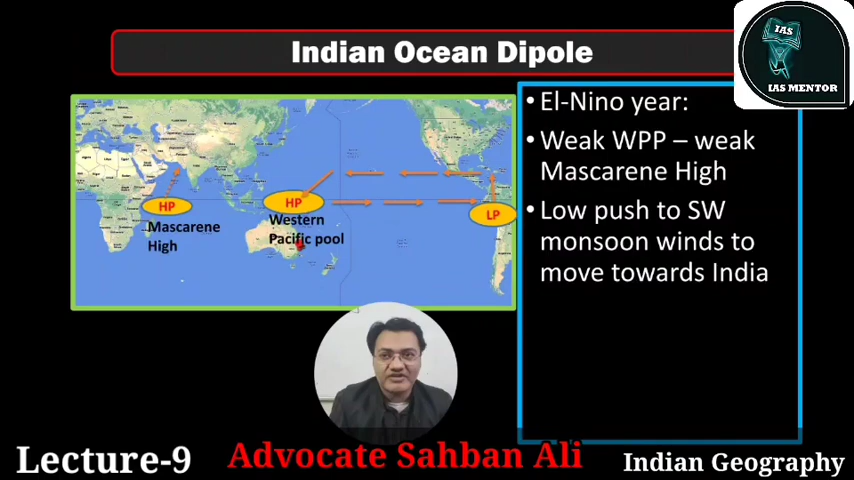 Indian Ocean Dipole
IAS
IAS MENTOR
HP
Mascarene
High
HP
Western
Pacific pool
LP
• El-Nino year:
• Weak WPP – weak
Mascarene High
• Low push to SW
monsoon winds to
move towards India
Lecture-9
Advocate Sahban Ali
Indian Geography